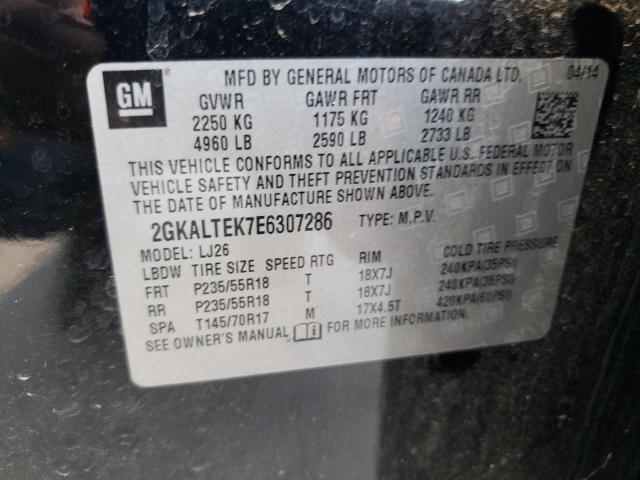 GM
MFD BY GENERAL MOTORS OF CANADA LTD. 04/14
GVWR GAWR FRT GAWR RR
2250 KG 1175 KG 1240 KG
4960 LB 2590 LB 2733 LB
THIS VEHICLE CONFORMS TO ALL APPLICABLE U.S. FEDERAL MOTOR
VEHICLE SAFETY AND THEFT PREVENTION STANDARDS IN EFFECT ON
THE DATE OF MANUFACTURE SHOWN ABOVE.
2GKALTEK7E6307286 TYPE: M.P.V.
MODEL: LJ26
LBDW TIRE SIZE SPEED RTG RIM COLD TIRE PRESSURE
FRT P235/55R18 T 18X7J 240KPA(35PSI)
RR P235/55R18 T 18X7J 240KPA(35PSI)
SPA T145/70R17 M 17X4.5T 420KPA(60PSI)
SEE OWNER'S MANUAL FOR MORE INFORMATION.